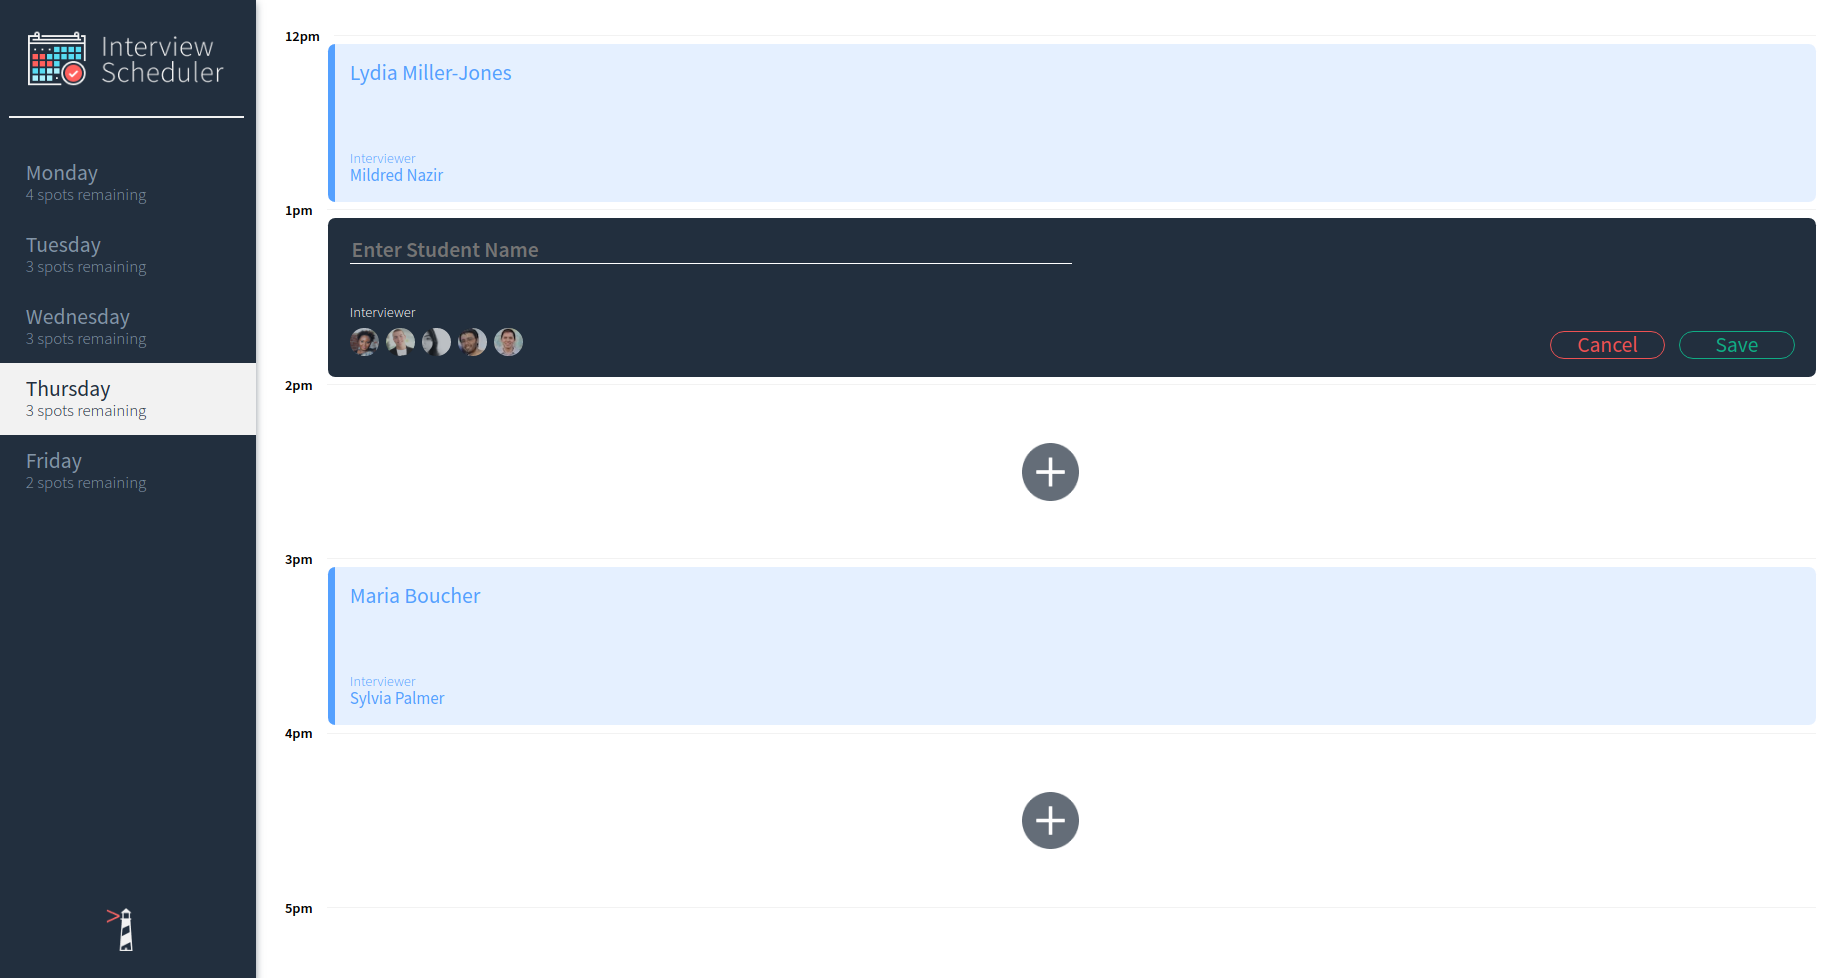 Interview
Scheduler
Monday
4 spots remaining
Tuesday
3 spots remaining
Wednesday
3 spots remaining
Thursday
3 spots remaining
Friday
2 spots remaining
12pm
Lydia Miller-Jones
Interviewer
Mildred Nazir
1pm
Enter Student Name
Interviewer
Cancel Save
2pm
3pm
Maria Boucher
Interviewer
Sylvia Palmer
4pm
5pm